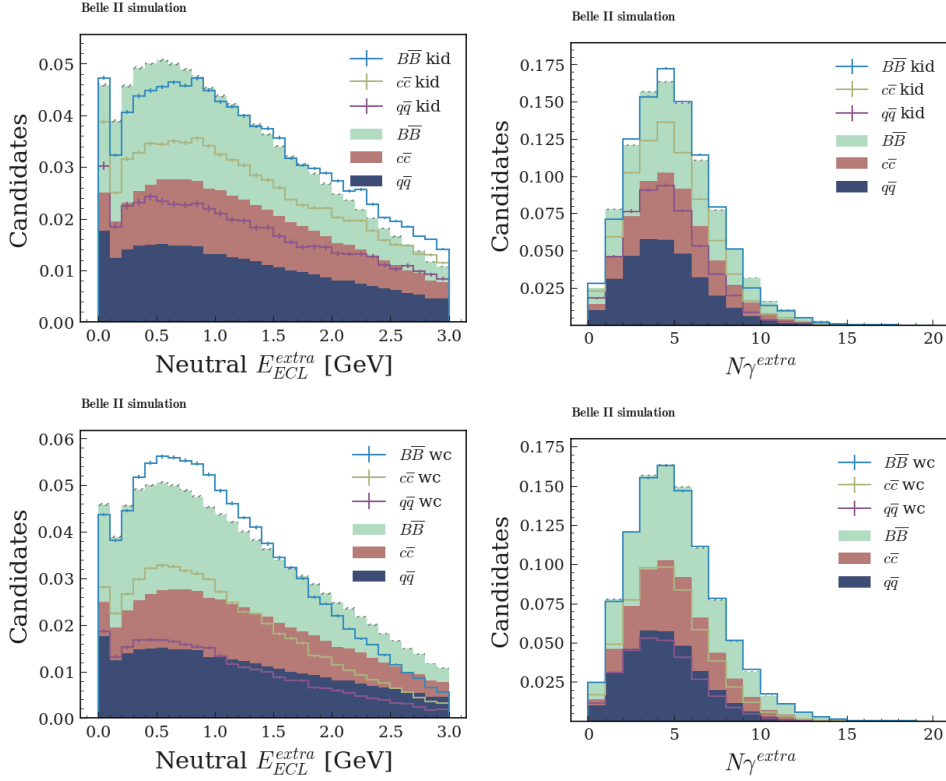 Belle II simulation
Candidates
0.05
0.04
0.03
0.02
0.01
0.00
BB̅ kid
cc̅ kid
qq̅ kid
BB̅
cc̅
qq̅
0.0 0.5 1.0 1.5 2.0 2.5 3.0
Neutral E_{ECL}^{extra} [GeV]
Belle II simulation
Candidates
0.175
0.150
0.125
0.100
0.075
0.050
0.025
BB̅ kid
cc̅ kid
qq̅ kid
BB̅
cc̅
qq̅
0 5 10 15 20
Nγ^{extra}
Belle II simulation
Candidates
0.06
0.05
0.04
0.03
0.02
0.01
0.00
BB̅ wc
cc̅ wc
qq̅ wc
BB̅
cc̅
qq̅
0.0 0.5 1.0 1.5 2.0 2.5 3.0
Neutral E_{ECL}^{extra} [GeV]
Belle II simulation
Candidates
0.175
0.150
0.125
0.100
0.075
0.050
0.025
BB̅ wc
cc̅ wc
qq̅ wc
BB̅
cc̅
qq̅
0 5 10 15 20
Nγ^{extra}